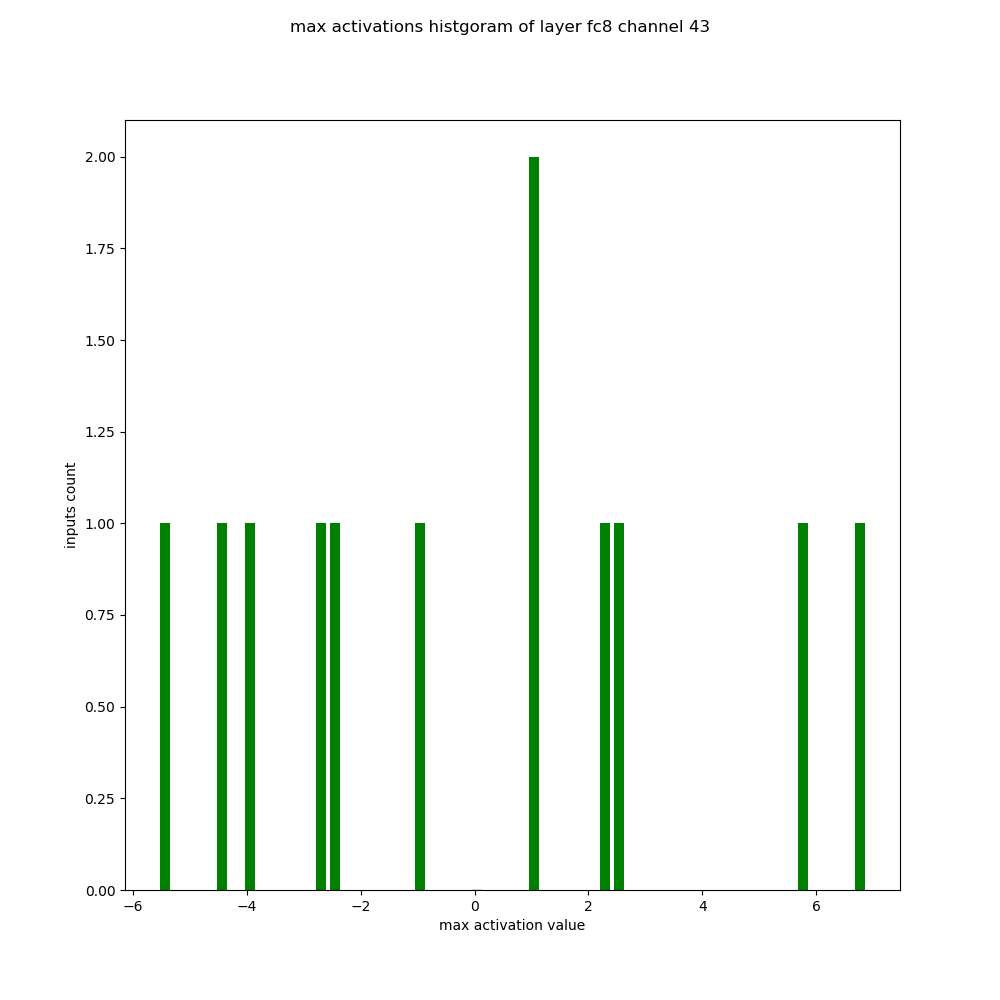 max activations histgoram of layer fc8 channel 43
2.00
1.75
1.50
1.25
1.00
0.75
0.50
0.25
0.00
inputs count
−6 −4 −2 0 2 4 6
max activation value